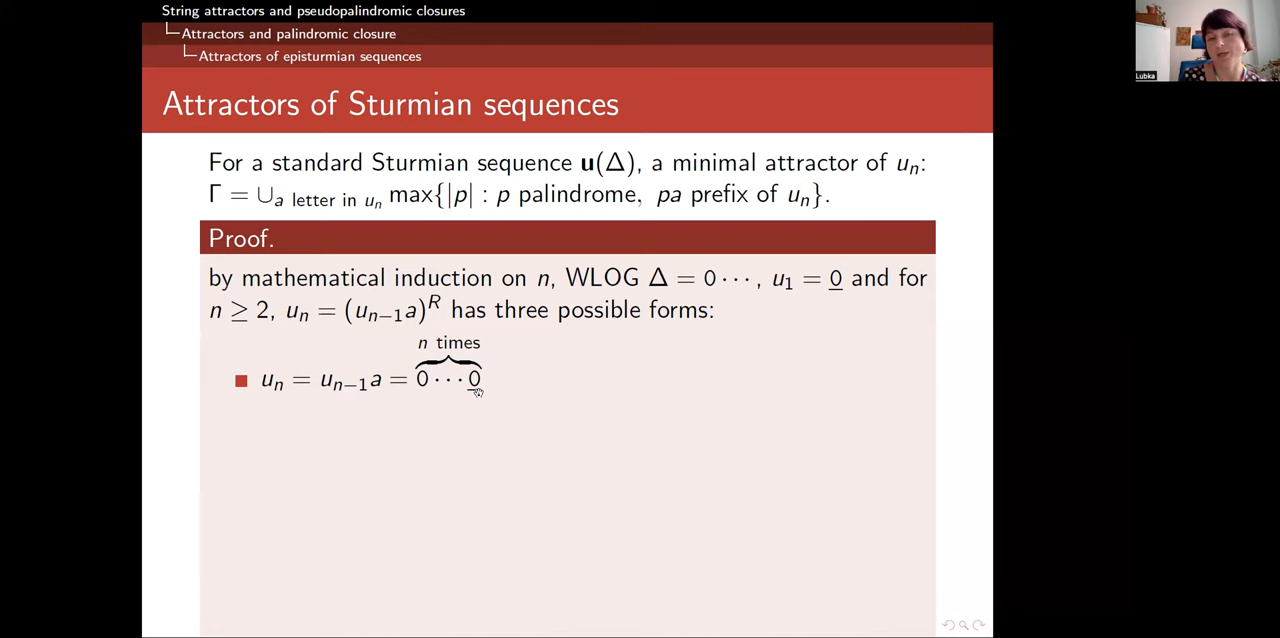 String attractors and pseudopalindromic closures
Attractors and palindromic closure
Attractors of episturmian sequences
Attractors of Sturmian sequences
For a standard Sturmian sequence u(Δ), a minimal attractor of uₙ:
Γ = ∪ₐ letter in uₙ max{|p| : p palindrome, pa prefix of uₙ}.
Proof.
by mathematical induction on n, WLOG Δ = 0 ⋯ , u₁ = 0 and for
n ≥ 2, uₙ = (uₙ₋₁a)ᴿ has three possible forms:
n times
uₙ = uₙ₋₁a = 0 ⋯ 0
Lubka